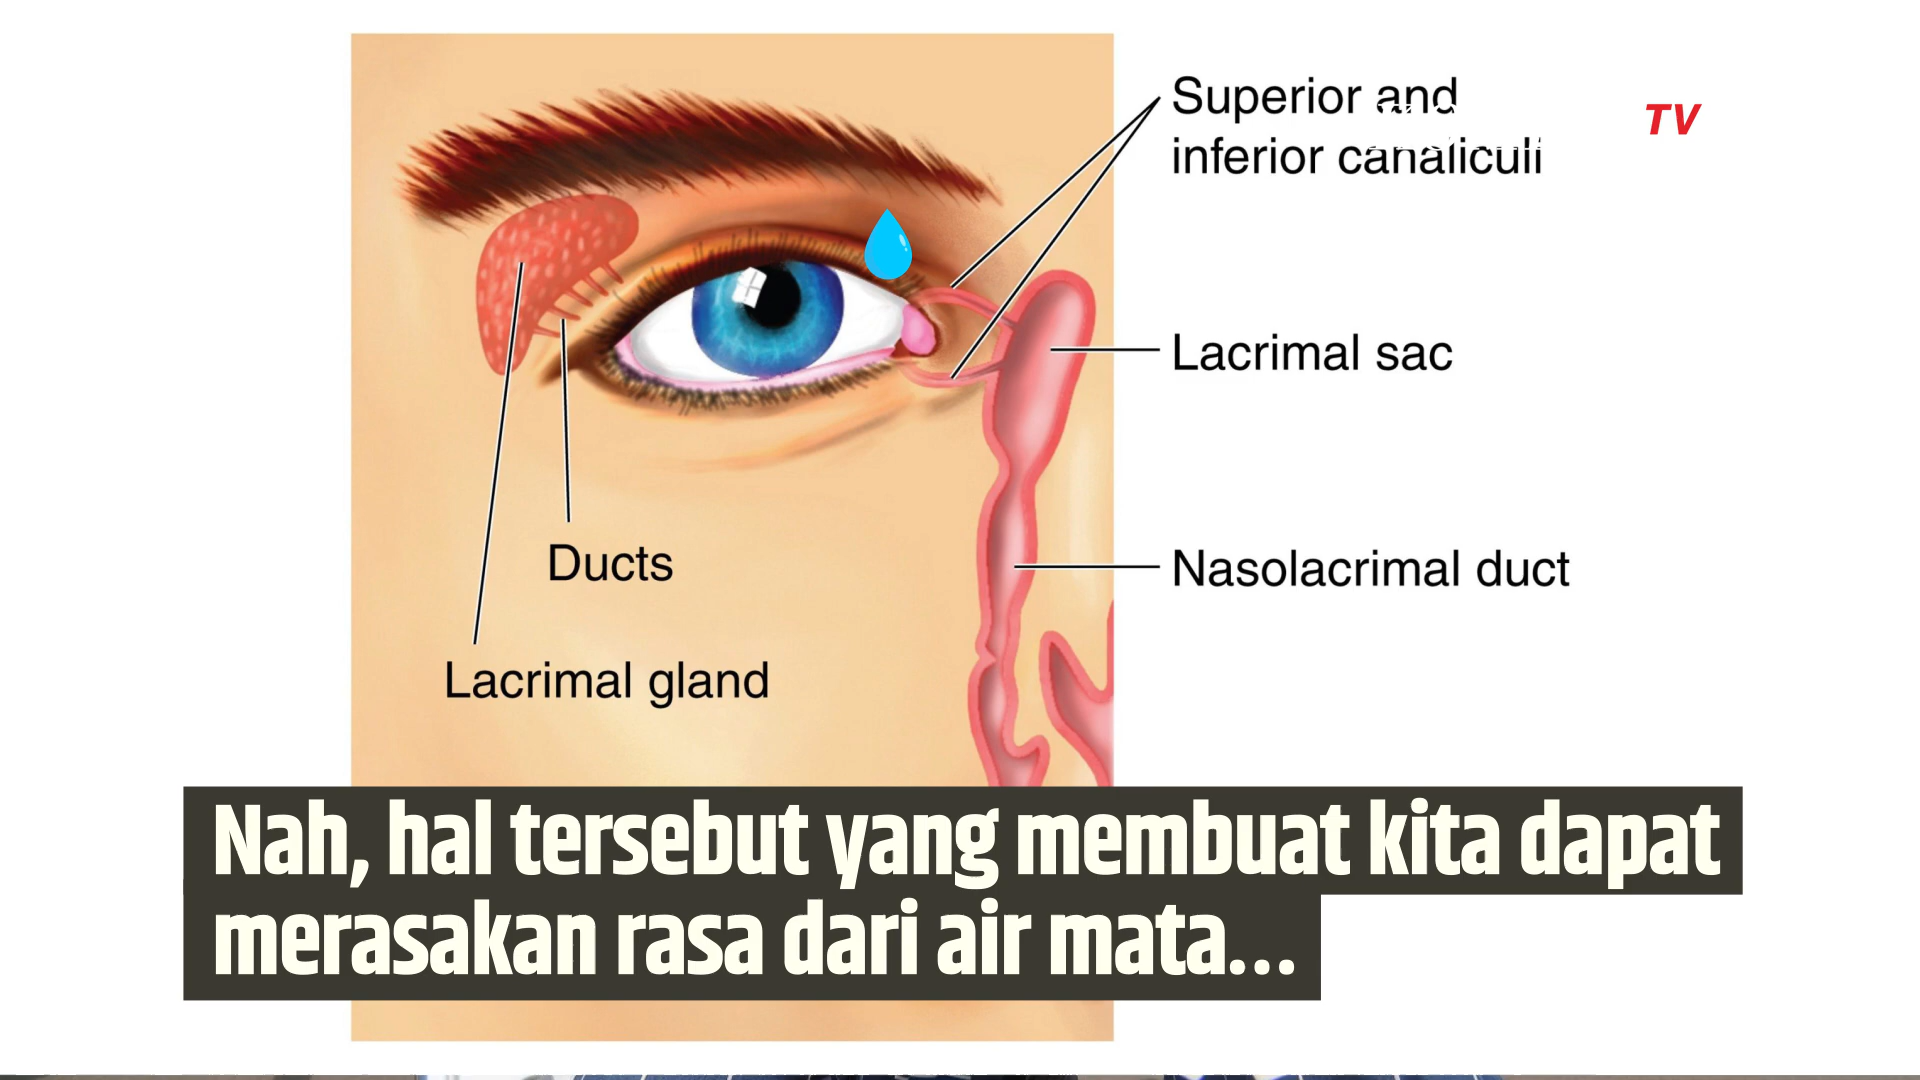 Superior and
inferior canaliculi
TV
Lacrimal sac
Ducts
Nasolacrimal duct
Lacrimal gland
Nah, hal tersebut yang membuat kita dapat
merasakan rasa dari air mata...